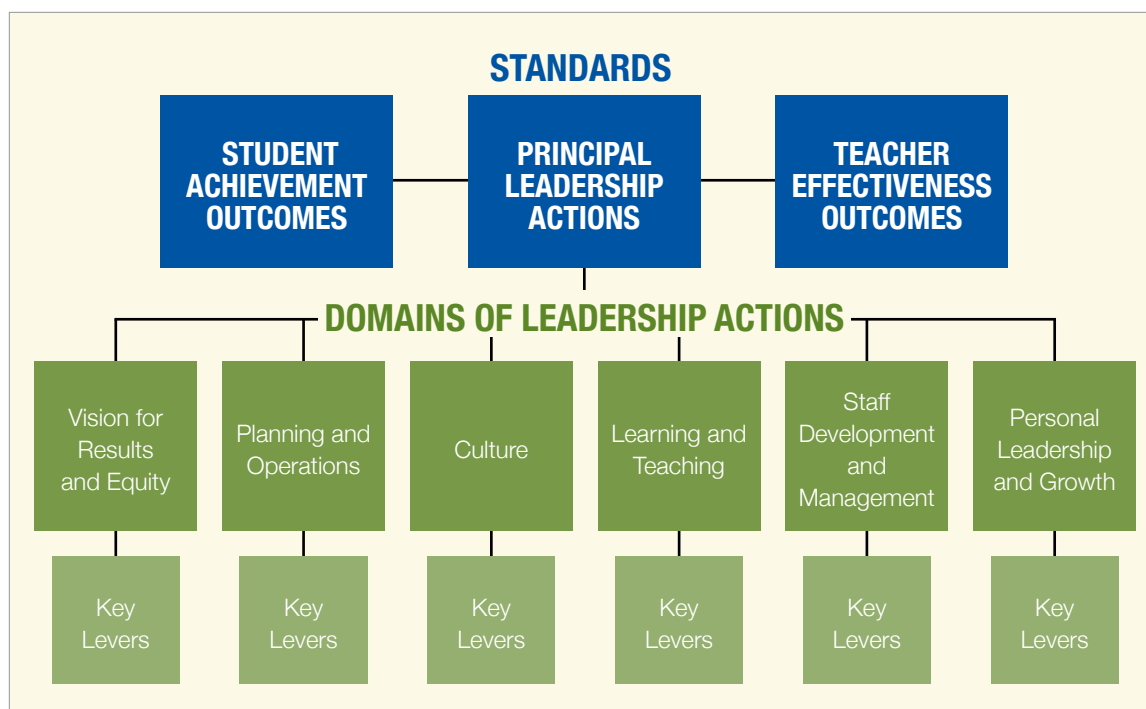 STANDARDS
STUDENT
ACHIEVEMENT
OUTCOMES
PRINCIPAL
LEADERSHIP
ACTIONS
TEACHER
EFFECTIVENESS
OUTCOMES
DOMAINS OF LEADERSHIP ACTIONS
Vision for
Results
and Equity
Planning and
Operations
Culture
Learning and
Teaching
Staff
Development
and
Management
Personal
Leadership
and Growth
Key
Levers
Key
Levers
Key
Levers
Key
Levers
Key
Levers
Key
Levers